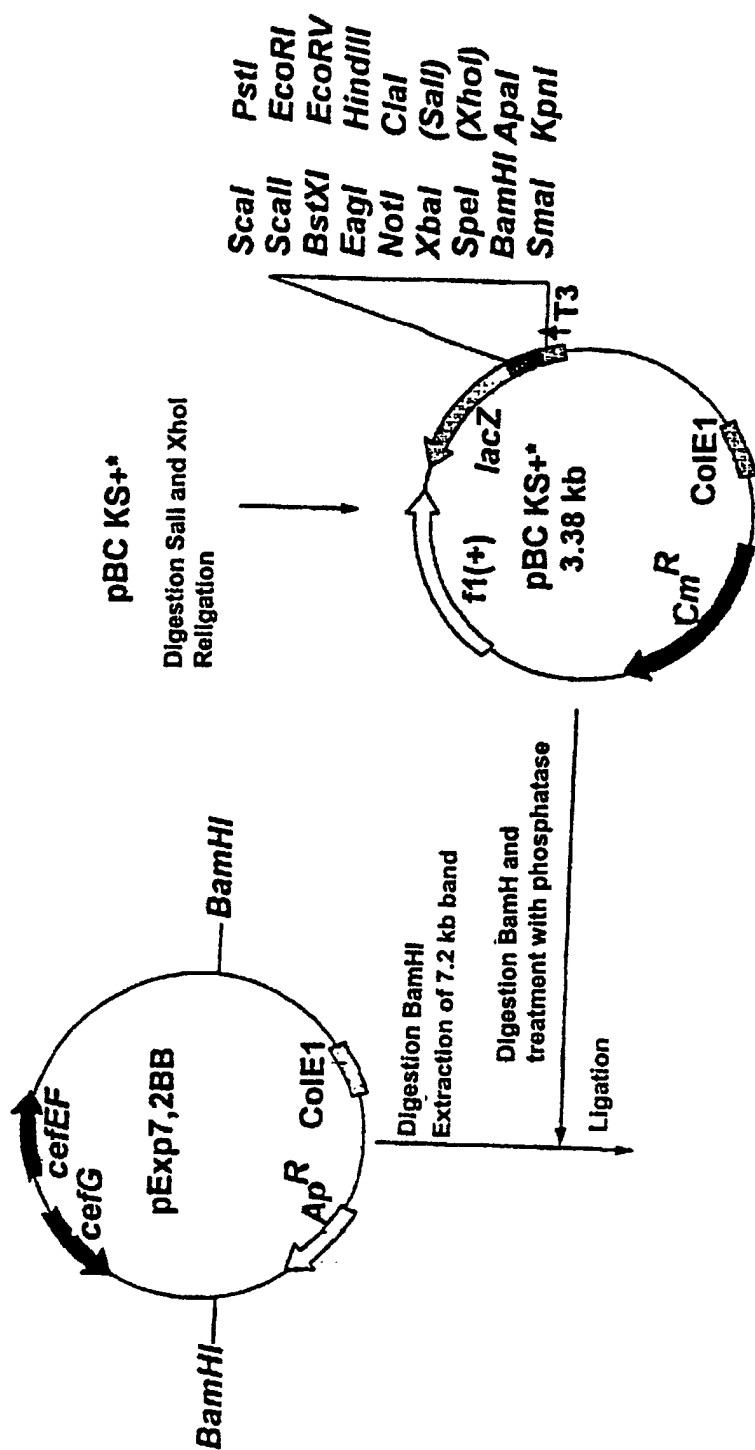 BamHI
BamHI
cefEF
cefG
pExp7,2BB
Ap^R
ColE1
pBC KS+*
Digestion SalI and XhoI
Religation
ScaI PstI
ScaII EcoRI
BstXI EcoRV
EagI HindIII
NotI ClaI
XbaI (SalI)
SpeI (XhoI)
BamHI ApaI
SmaI KpnI
T3
lacZ
f1(+)
pBC KS+*
3.38 kb
Cm^R
ColE1
Digestion BamHI
Extraction of 7.2 kb band
Digestion BamH and
treatment with phosphatase
Ligation